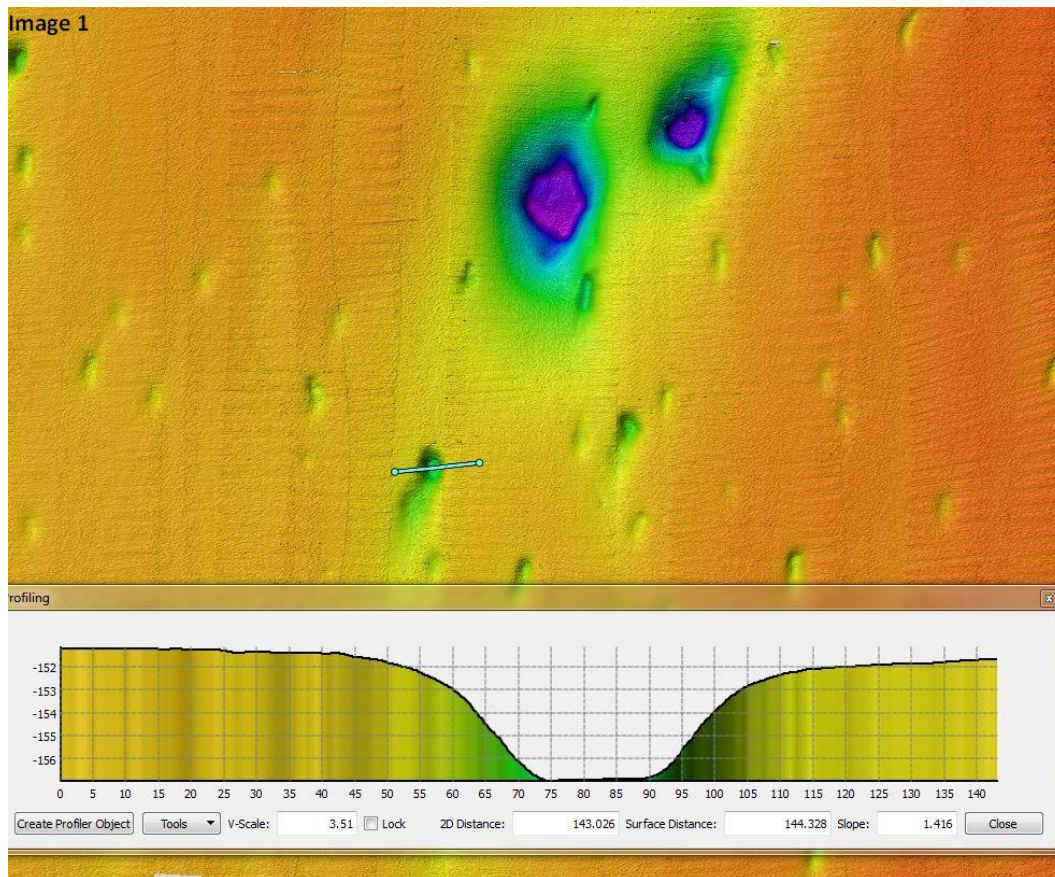 Image 1
rofiling
-152
-153
-154
-155
-156
0 5 10 15 20 25 30 35 40 45 50 55 60 65 70 75 80 85 90 95 100 105 110 115 120 125 130 135 140
Create Profiler Object Tools V-Scale: 3.51 Lock 2D Distance: 143.026 Surface Distance: 144.328 Slope: 1.416 Close